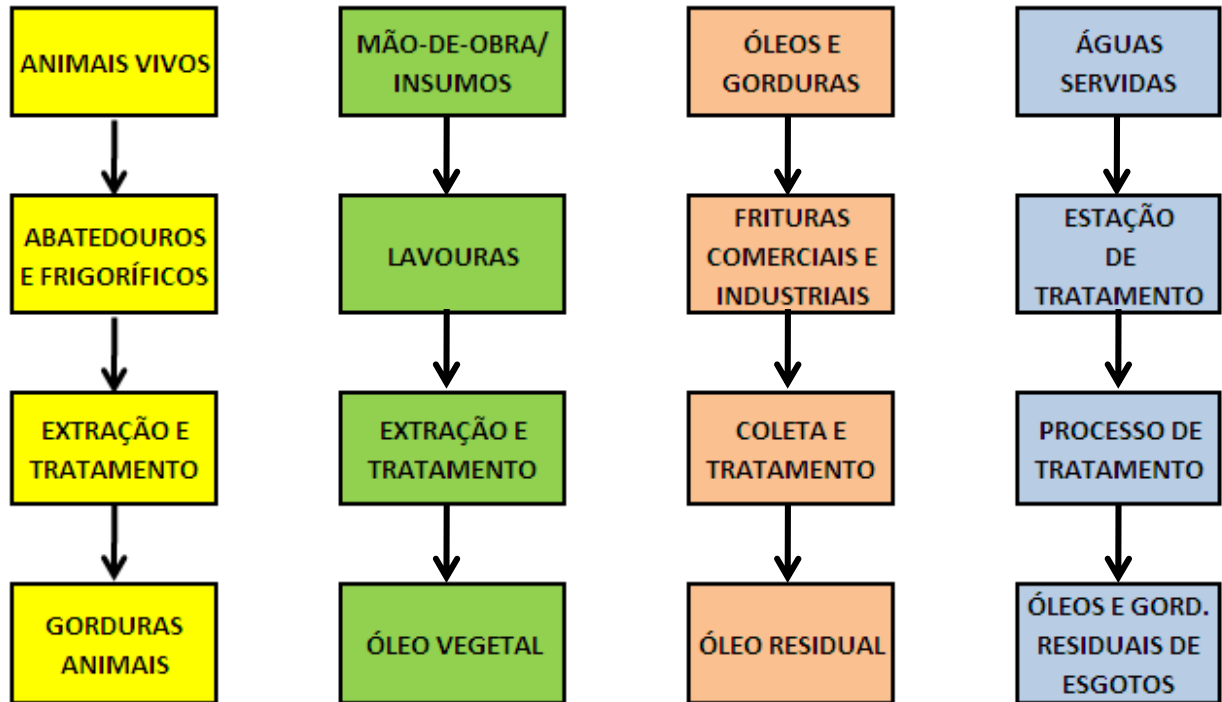 ANIMAIS VIVOS
MÃO-DE-OBRA/
INSUMOS
ÓLEOS E
GORDURAS
ÁGUAS
SERVIDAS
ABATEDOUROS
E FRIGORÍFICOS
LAVOURAS
FRITURAS
COMERCIAIS E
INDUSTRIAIS
ESTAÇÃO
DE
TRATAMENTO
EXTRAÇÃO E
TRATAMENTO
EXTRAÇÃO E
TRATAMENTO
COLETA E
TRATAMENTO
PROCESSO DE
TRATAMENTO
GORDURAS
ANIMAIS
ÓLEO VEGETAL
ÓLEO RESIDUAL
ÓLEOS E GORD.
RESIDUAIS DE
ESGOTOS